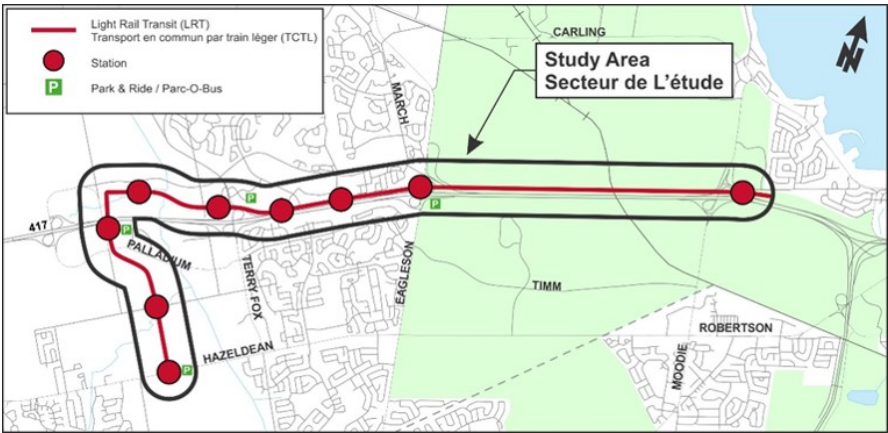 Light Rail Transit (LRT)
Transport en commun par train léger (TCTL)
Station
P Park & Ride / Parc-O-Bus
CARLING
Study Area
Secteur de L'étude
N
MARCH
P
417
P
P
PALLADIUM
TERRY FOX
EAGLESON
TIMM
HAZELDEAN
P
ROBERTSON
MOODIE